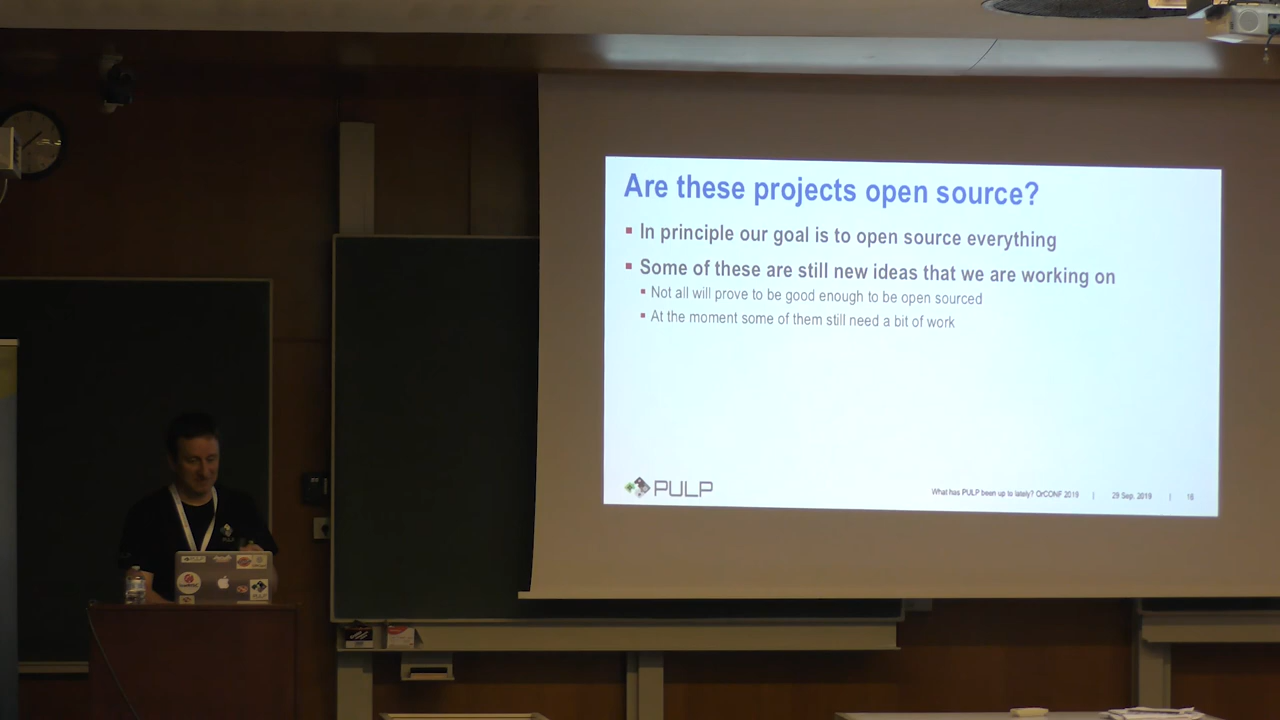 Are these projects open source?
In principle our goal is to open source everything
Some of these are still new ideas that we are working on
Not all will prove to be good enough to be open sourced
At the moment some of them still need a bit of work
PULP
What has PULP been up to lately? OrCONF 2019 | 29 Sep. 2019 | 16
PULP